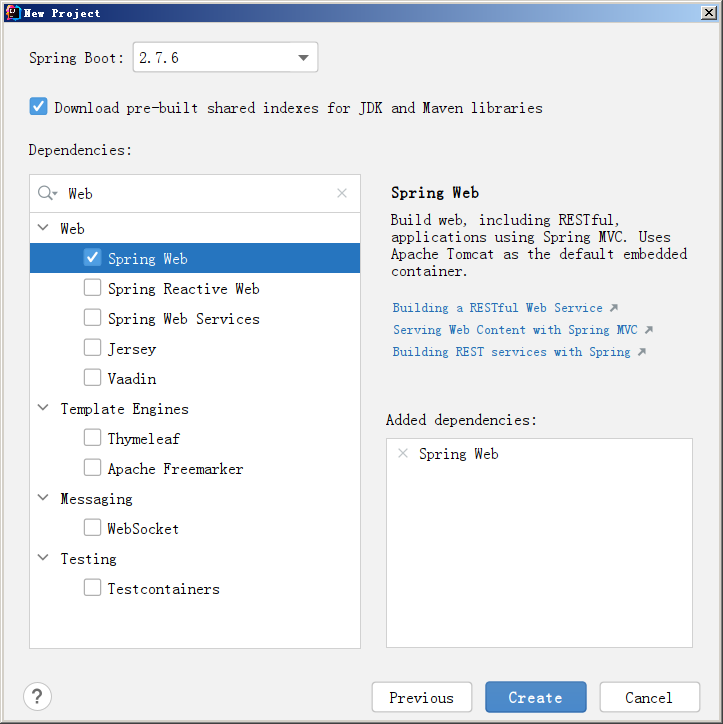 New Project
Spring Boot: 2.7.6
Download pre-built shared indexes for JDK and Maven libraries
Dependencies:
Web
Web
Spring Web
Spring Reactive Web
Spring Web Services
Jersey
Vaadin
Template Engines
Thymeleaf
Apache Freemarker
Messaging
WebSocket
Testing
Testcontainers
Spring Web
Build web, including RESTful,
applications using Spring MVC. Uses
Apache Tomcat as the default embedded
container.
Building a RESTful Web Service
Serving Web Content with Spring MVC
Building REST services with Spring
Added dependencies:
Spring Web
?
Previous
Create
Cancel